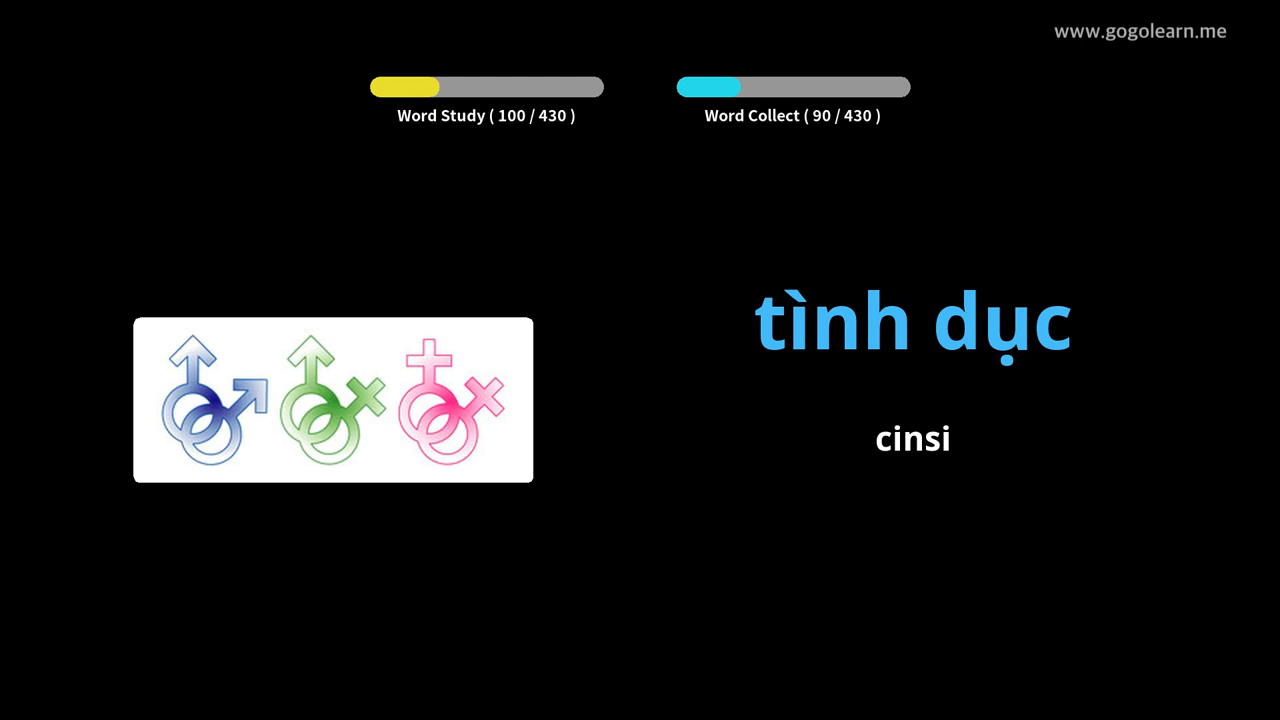 www.gogolearn.me
Word Study ( 100 / 430 )
Word Collect ( 90 / 430 )
tình dục
cinsi